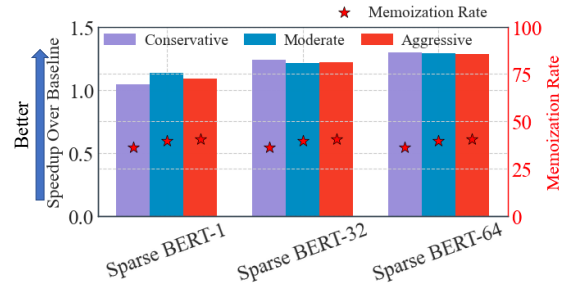 Memoization Rate
Conservative Moderate Aggressive
Better
Speedup Over Baseline
1.5
1.0
0.5
0.0
100
75
50
25
0
Memoization Rate
Sparse BERT-1
Sparse BERT-32
Sparse BERT-64